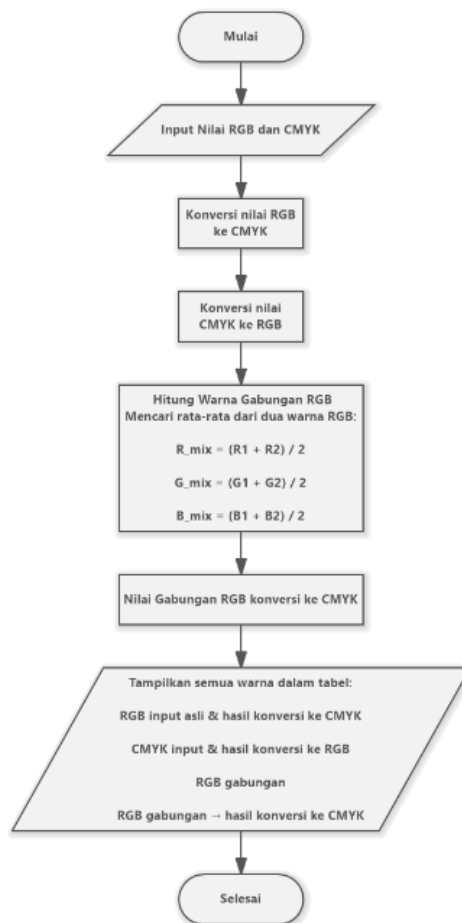 Mulai
Input Nilai RGB dan CMYK
Konversi nilai RGB
ke CMYK
Konversi nilai
CMYK ke RGB
Hitung Warna Gabungan RGB
Mencari rata-rata dari dua warna RGB:
R_mix = (R1 + R2) / 2
G_mix = (G1 + G2) / 2
B_mix = (B1 + B2) / 2
Nilai Gabungan RGB konversi ke CMYK
Tampilkan semua warna dalam tabel:
RGB input asli & hasil konversi ke CMYK
CMYK input & hasil konversi ke RGB
RGB gabungan
RGB gabungan → hasil konversi ke CMYK
Selesai